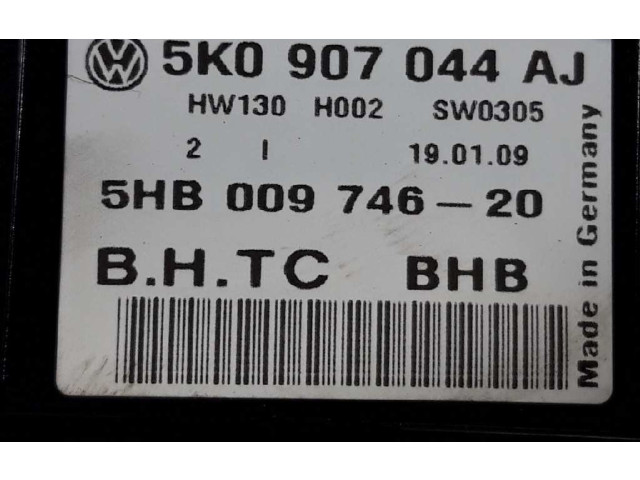 5K0 907 044 AJ
HW130 H002 SW0305
2 I 19.01.09
5HB 009 746-20
B.H.TC BHB
Made in Germany